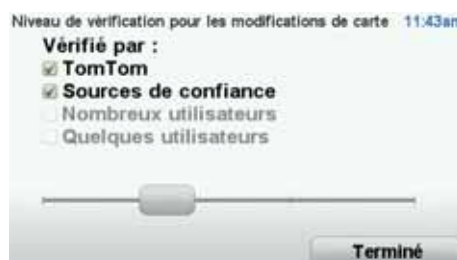 Niveau de vérification pour les modifications de carte 11:43am
Vérifié par :
TomTom
Sources de confiance
Nombreux utilisateurs
Quelques utilisateurs
Terminé